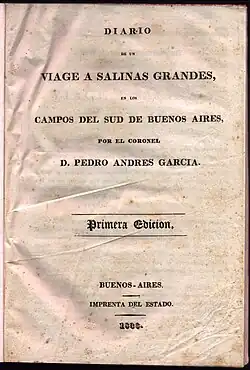 DIARIO
DE UN
VIAGE A SALINAS GRANDES,
EN LOS
CAMPOS DEL SUD DE BUENOS AIRES,
POR EL CORONEL
D. PEDRO ANDRES GARCIA.
Primera Edicion,
BUENOS-AIRES.
IMPRENTA DEL ESTADO.
1836.